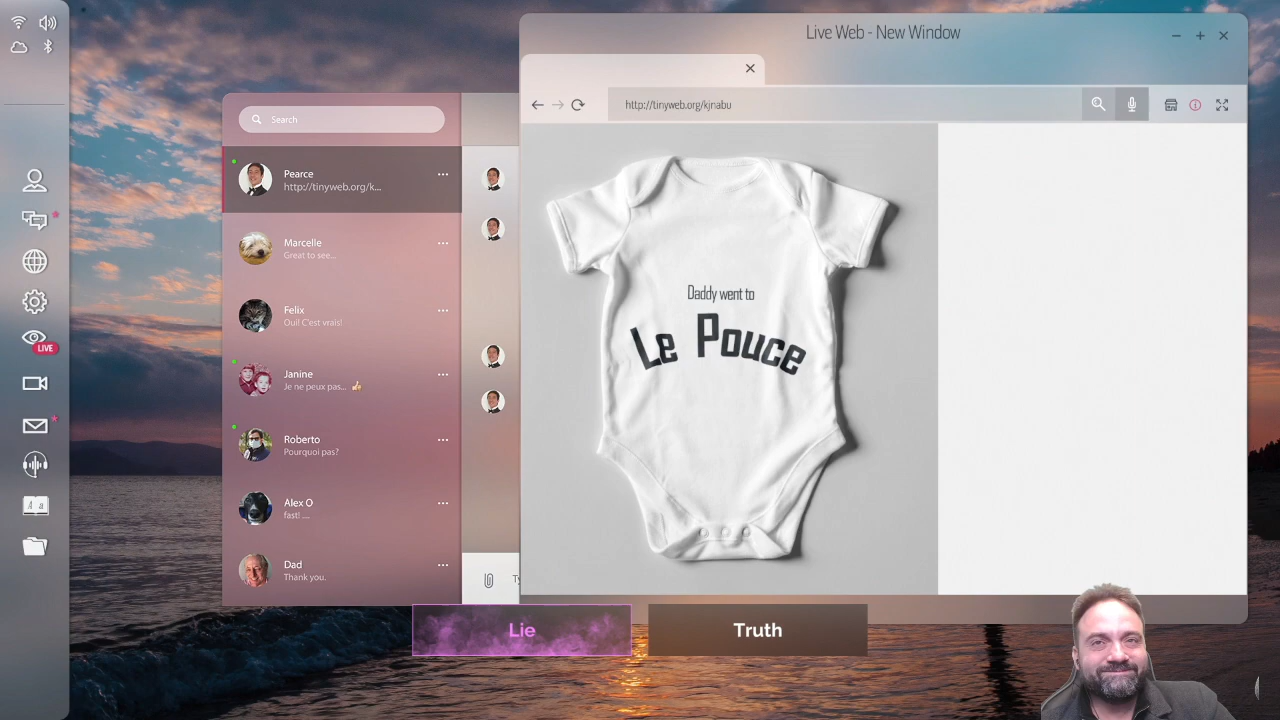 Live Web - New Window
http://tinyweb.org/kjnabu
Search
Pearce
http://tinyweb.org/k...
Marcelle
Great to see...
Felix
Oui! C'est vrai!
Janine
Je ne peux pas... 👍
Roberto
Pourquoi pas?
Alex O
fast! ....
Dad
Thank you.
LIVE
A a
Daddy went to
Le Pouce
Lie
Truth